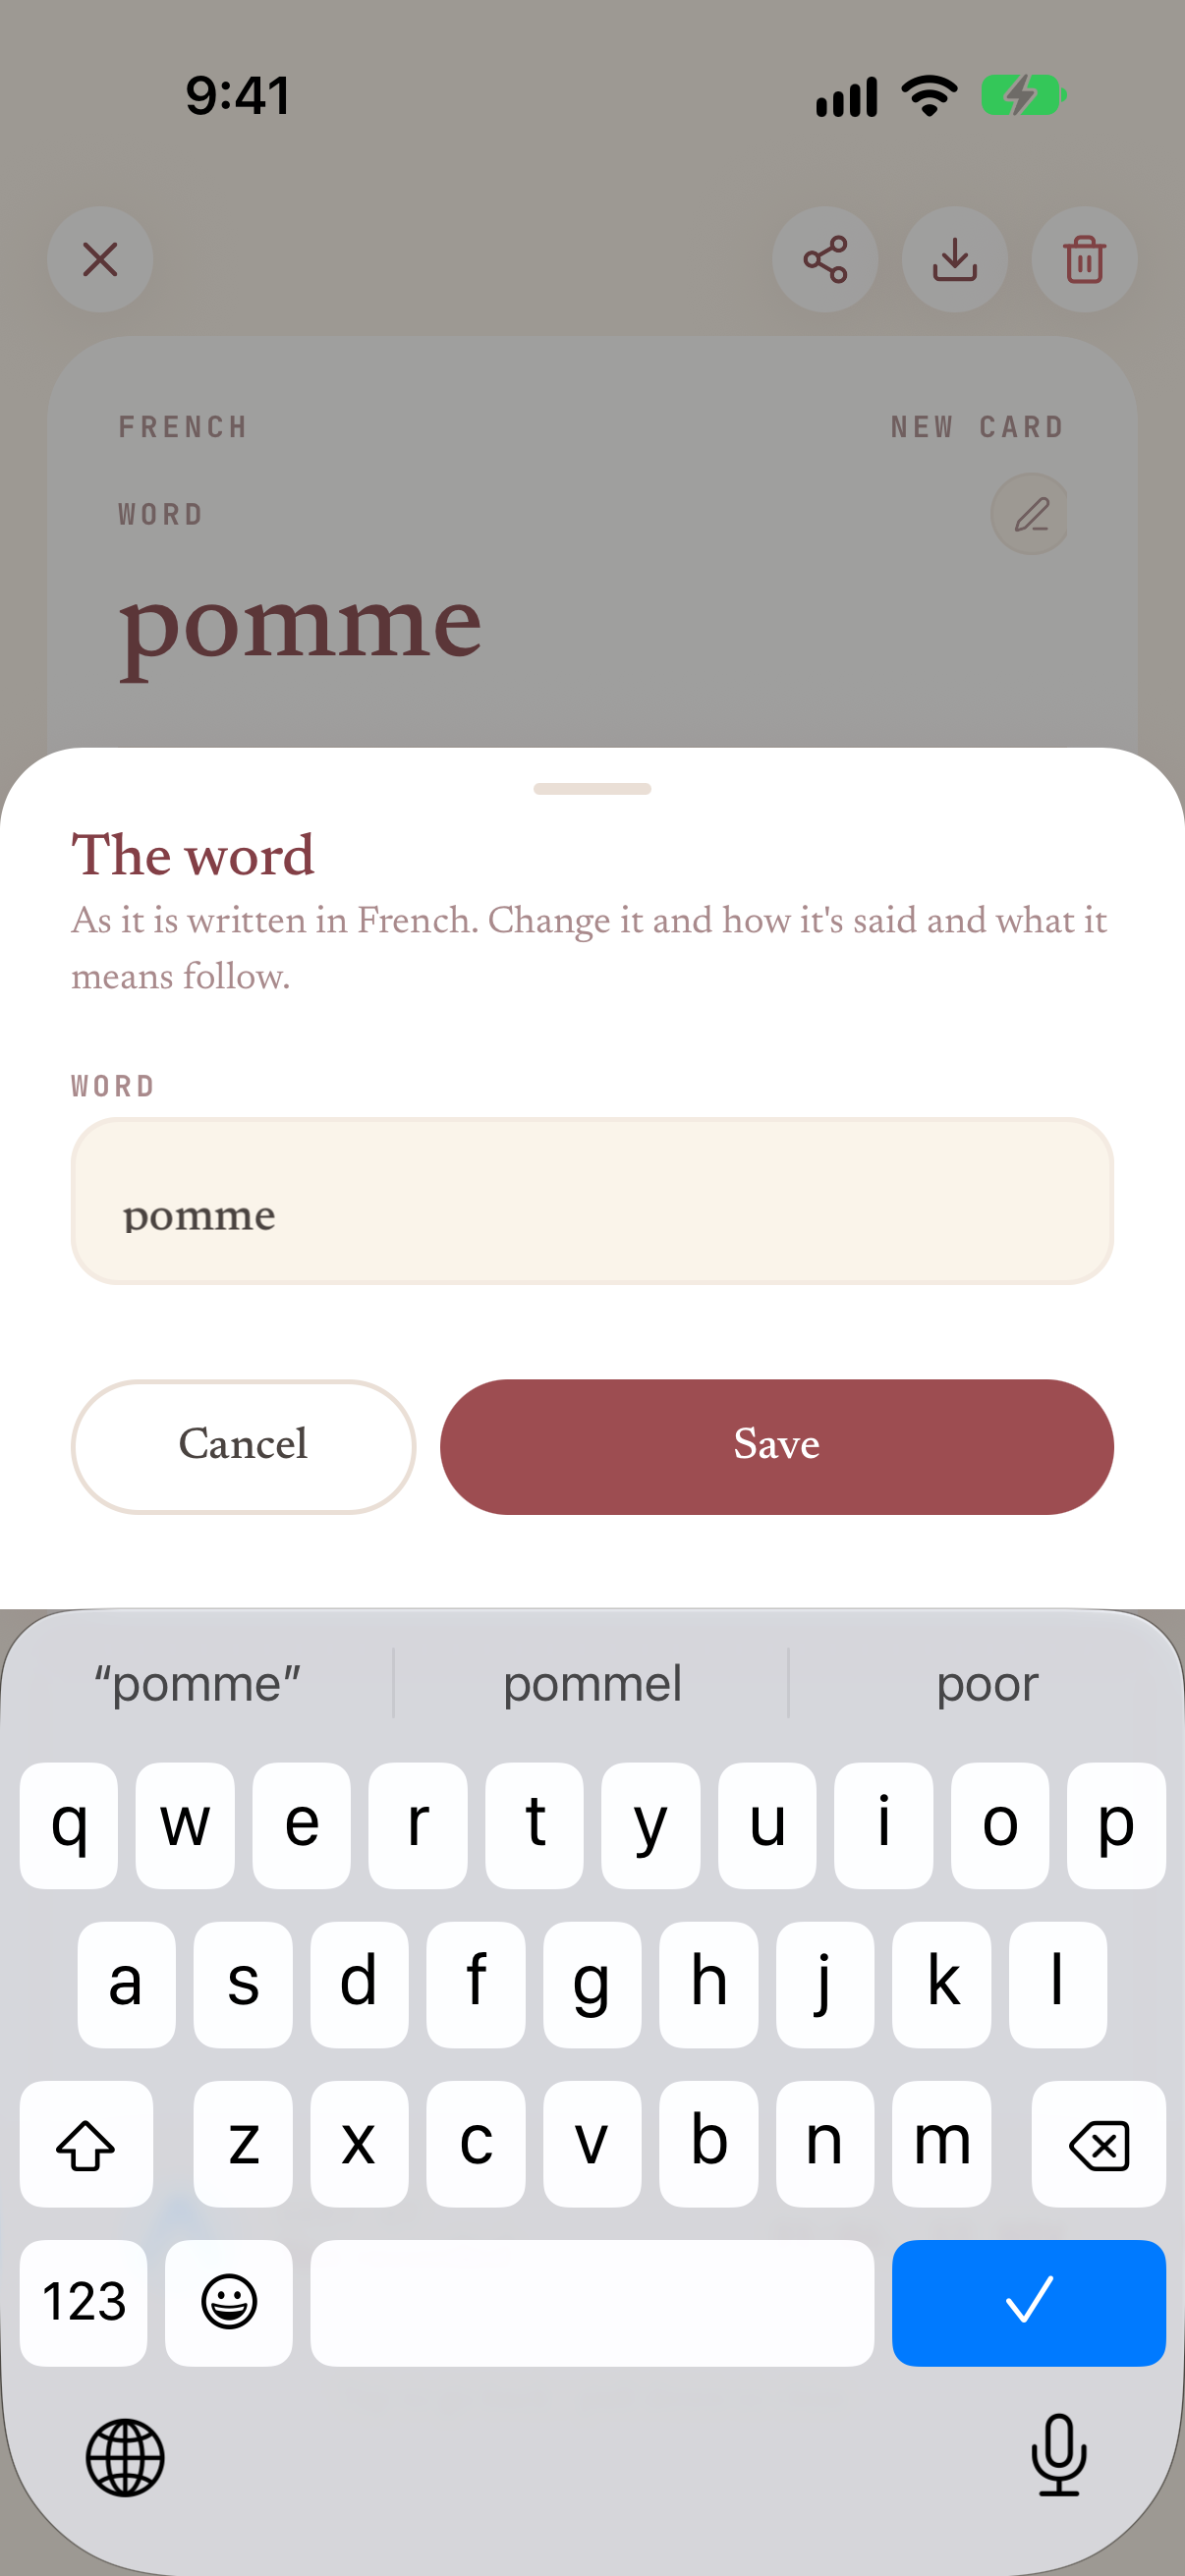 9:41
FRENCH
NEW CARD
WORD
pomme
The word
As it is written in French. Change it and how it's said and what it
means follow.
WORD
pomme
Cancel
Save
“pomme”
pommel
poor
q w e r t y u i o p
a s d f g h j k l
z x c v b n m
123